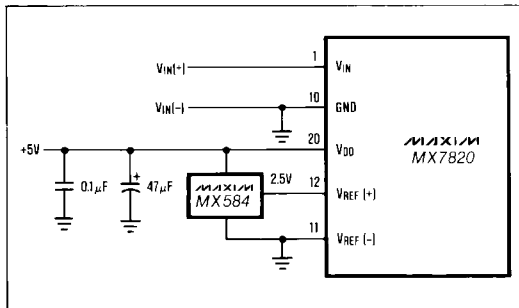 1
VIN(+)
VIN
MAXIM
MX7820
10
VIN(-)
GND
20
+5V
VDD
0.1μF
+
47μF
MAXIM
MX584
2.5V
12
VREF (+)
11
VREF (-)